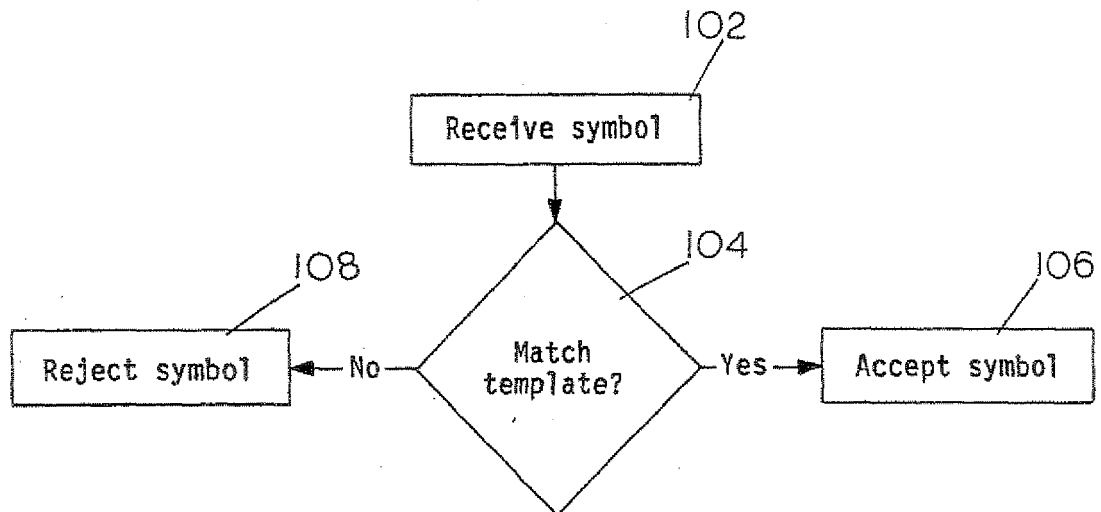 102
Receive symbol
104
108
106
Match
template?
Reject symbol
No
Yes
Accept symbol